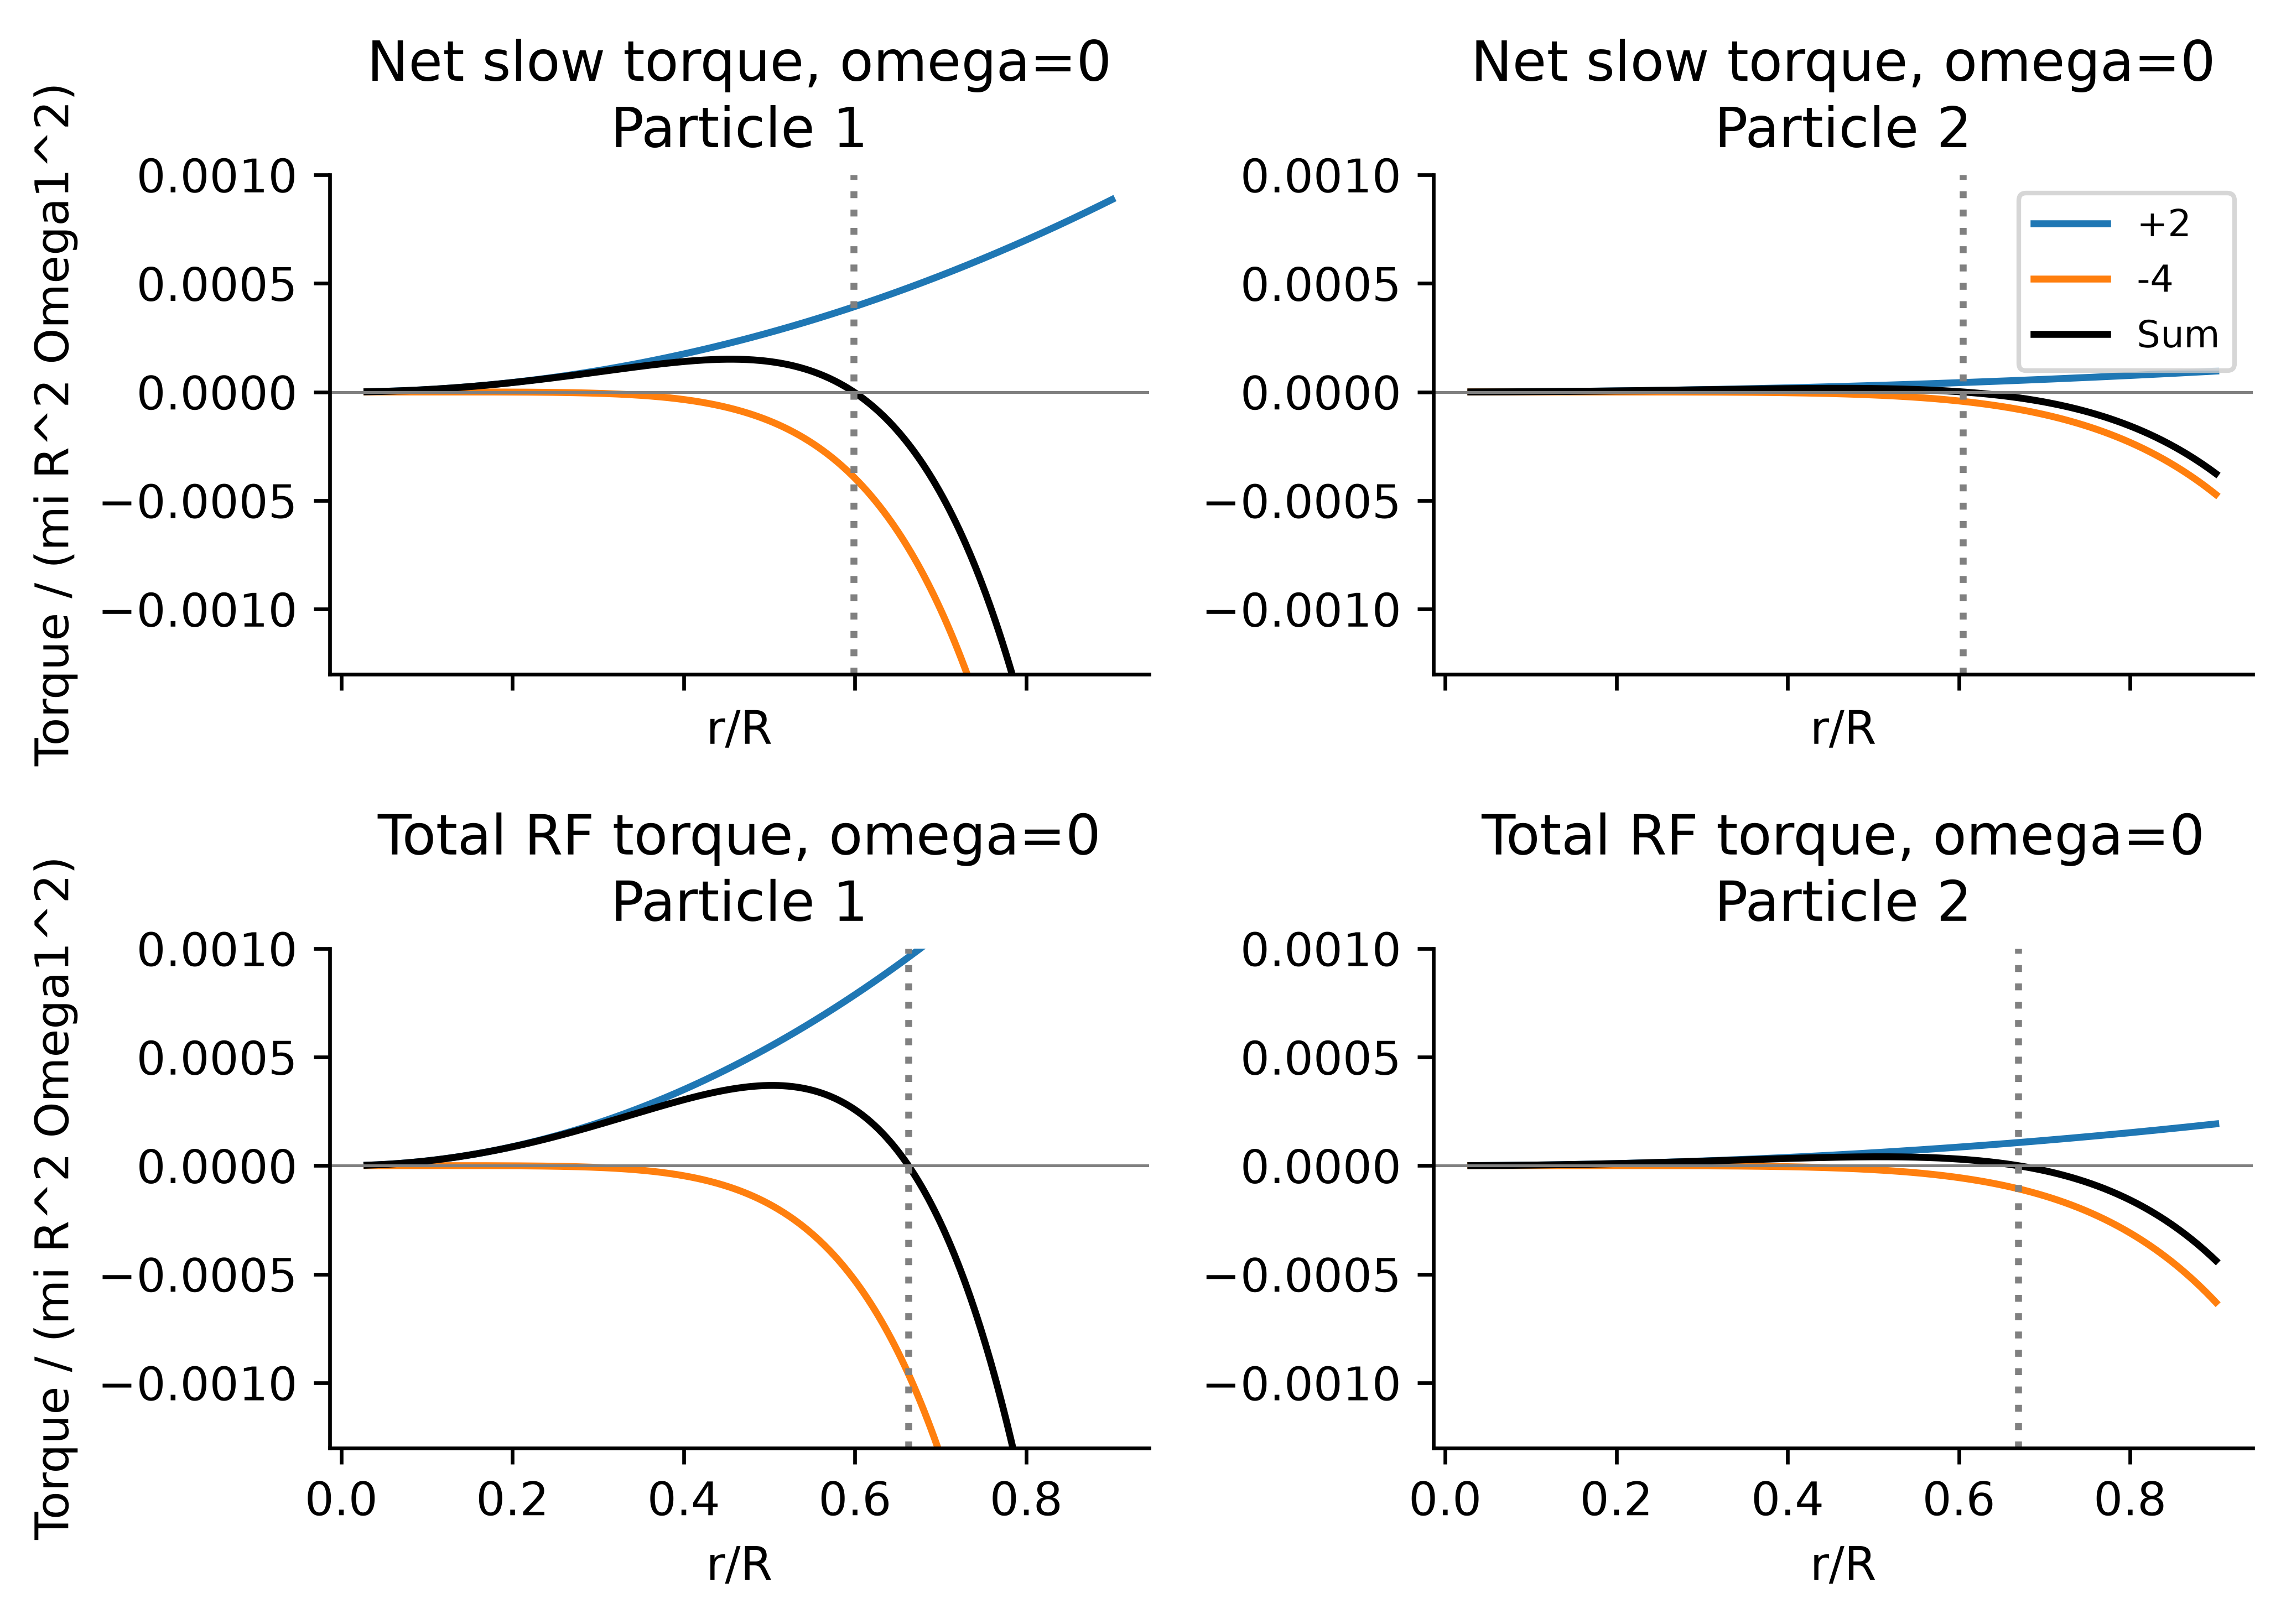 Net slow torque, omega=0
Particle 1
Torque / (mi R^2 Omega1^2)
0.0010
0.0005
0.0000
−0.0005
−0.0010
r/R
Net slow torque, omega=0
Particle 2
0.0010
0.0005
0.0000
−0.0005
−0.0010
+2
-4
Sum
r/R
Total RF torque, omega=0
Particle 1
Torque / (mi R^2 Omega1^2)
0.0010
0.0005
0.0000
−0.0005
−0.0010
0.0 0.2 0.4 0.6 0.8
r/R
Total RF torque, omega=0
Particle 2
0.0010
0.0005
0.0000
−0.0005
−0.0010
0.0 0.2 0.4 0.6 0.8
r/R